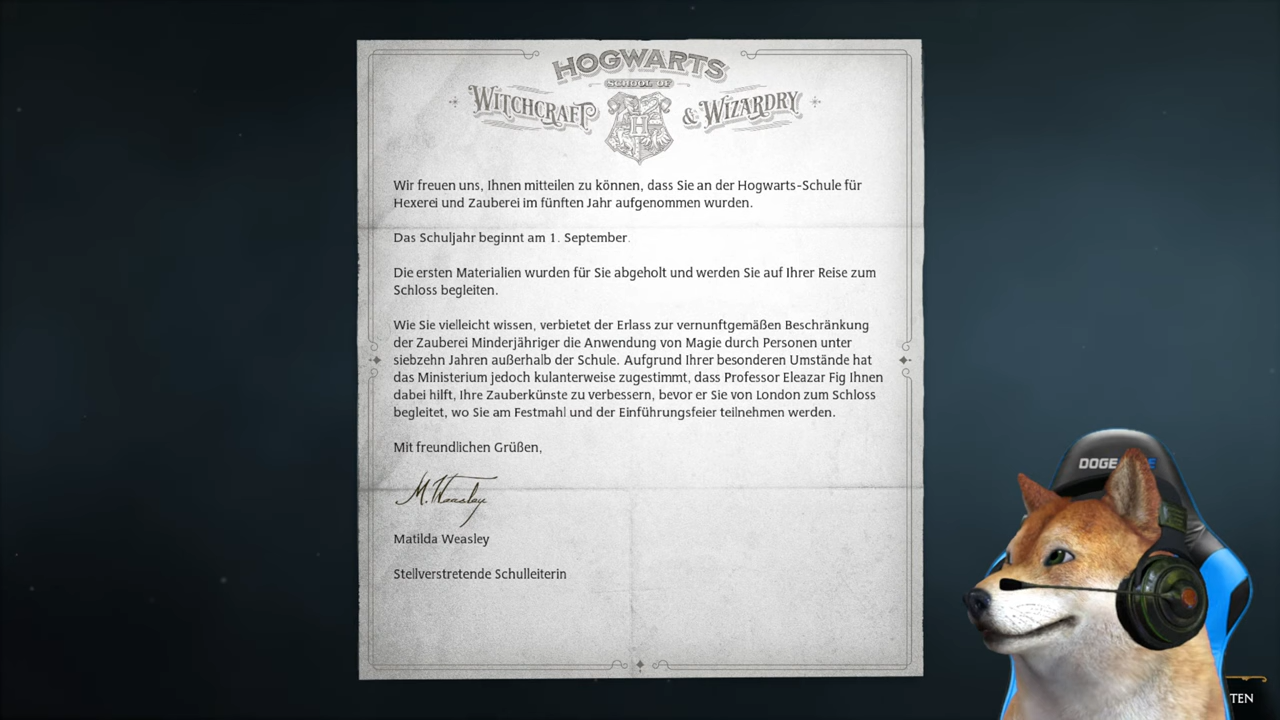 HOGWARTS
SCHOOL OF
WITCHCRAFT & WIZARDRY
H
Wir freuen uns, Ihnen mitteilen zu können, dass Sie an der Hogwarts-Schule für
Hexerei und Zauberei im fünften Jahr aufgenommen wurden.
Das Schuljahr beginnt am 1. September.
Die ersten Materialien wurden für Sie abgeholt und werden Sie auf Ihrer Reise zum
Schloss begleiten.
Wie Sie vielleicht wissen, verbietet der Erlass zur vernunftgemäßen Beschränkung
der Zauberei Minderjähriger die Anwendung von Magie durch Personen unter
siebzehn Jahren außerhalb der Schule. Aufgrund Ihrer besonderen Umstände hat
das Ministerium jedoch kulanterweise zugestimmt, dass Professor Eleazar Fig Ihnen
dabei hilft, Ihre Zauberkünste zu verbessern, bevor er Sie von London zum Schloss
begleitet, wo Sie am Festmahl und der Einführungsfeier teilnehmen werden.
Mit freundlichen Grüßen,
M. Weasley
Matilda Weasley
Stellverstretende Schulleiterin
DOGE
TEN